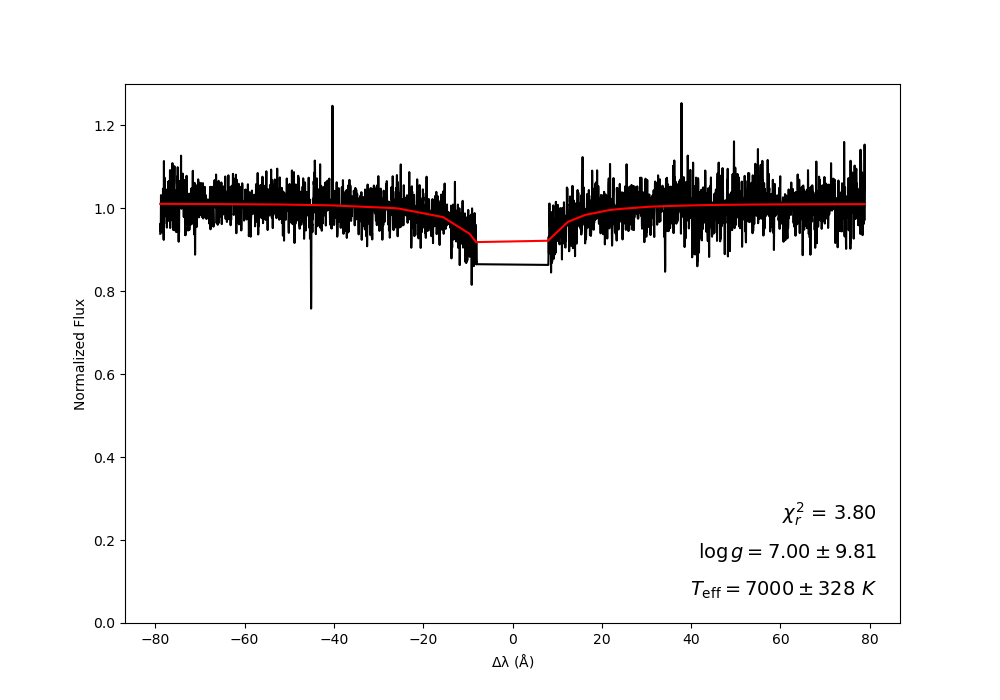 1.2
1.0
0.8
0.6
0.4
0.2
0.0
Normalized Flux
χ²ᵣ = 3.80
log g = 7.00 ± 9.81
T_eff = 7000 ± 328 K
−80 −60 −40 −20 0 20 40 60 80
Δλ (Å)